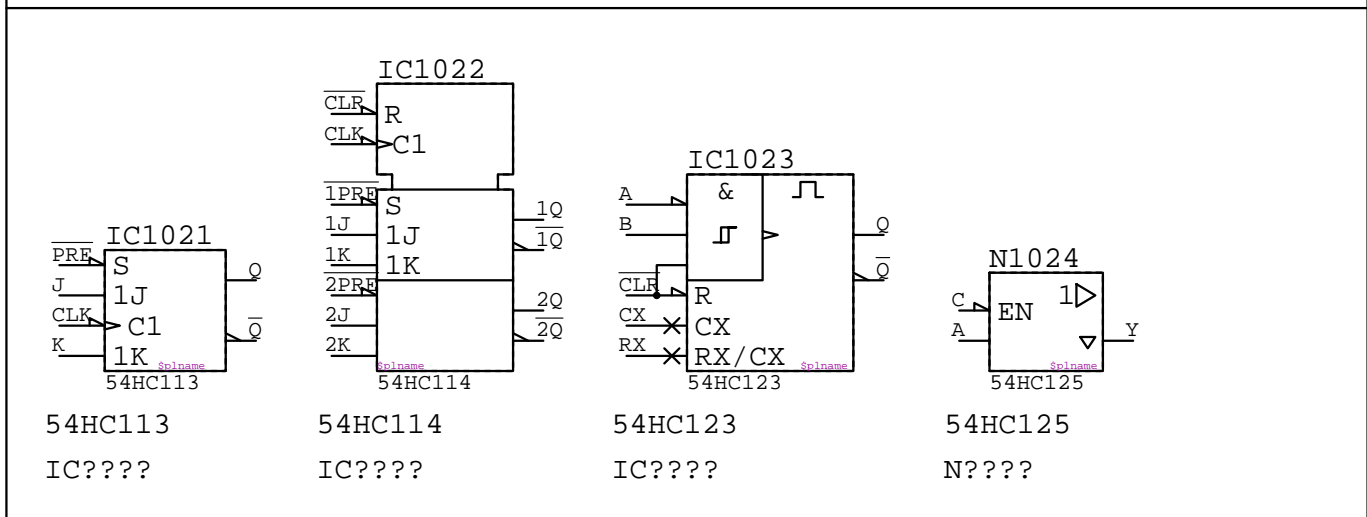 IC1021
PRE
J
CLK
K
S
1J
C1
1K
Q
Q
$plname
54HC113
54HC113
IC????
IC1022
CLR
CLK
R
C1
1PRE
1J
1K
2PRE
2J
2K
S
1J
1K
1Q
1Q
2Q
2Q
$plname
54HC114
54HC114
IC????
IC1023
A
B
CLR
CX
RX
&
R
CX
RX/CX
Q
Q
$plname
54HC123
54HC123
IC????
N1024
C
A
EN
1
Y
$plname
54HC125
54HC125
N????